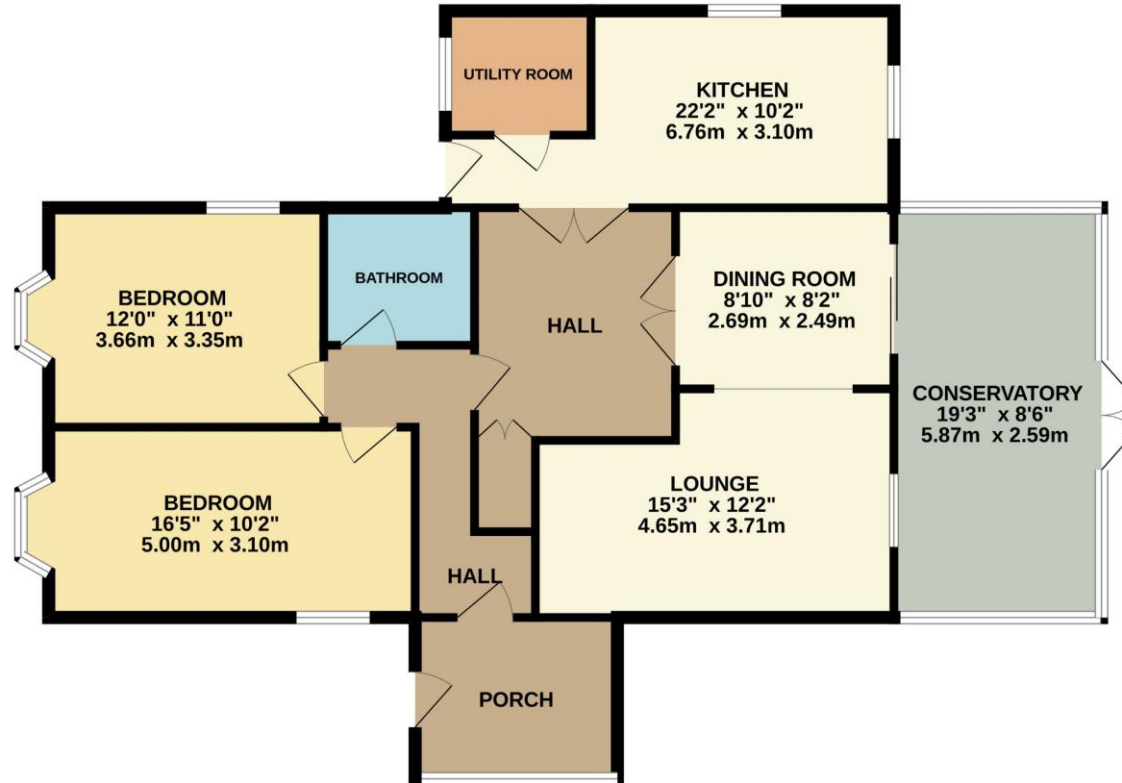 UTILITY ROOM
KITCHEN
22'2" x 10'2"
6.76m x 3.10m
BATHROOM
BEDROOM
12'0" x 11'0"
3.66m x 3.35m
HALL
DINING ROOM
8'10" x 8'2"
2.69m x 2.49m
CONSERVATORY
19'3" x 8'6"
5.87m x 2.59m
BEDROOM
16'5" x 10'2"
5.00m x 3.10m
LOUNGE
15'3" x 12'2"
4.65m x 3.71m
HALL
PORCH